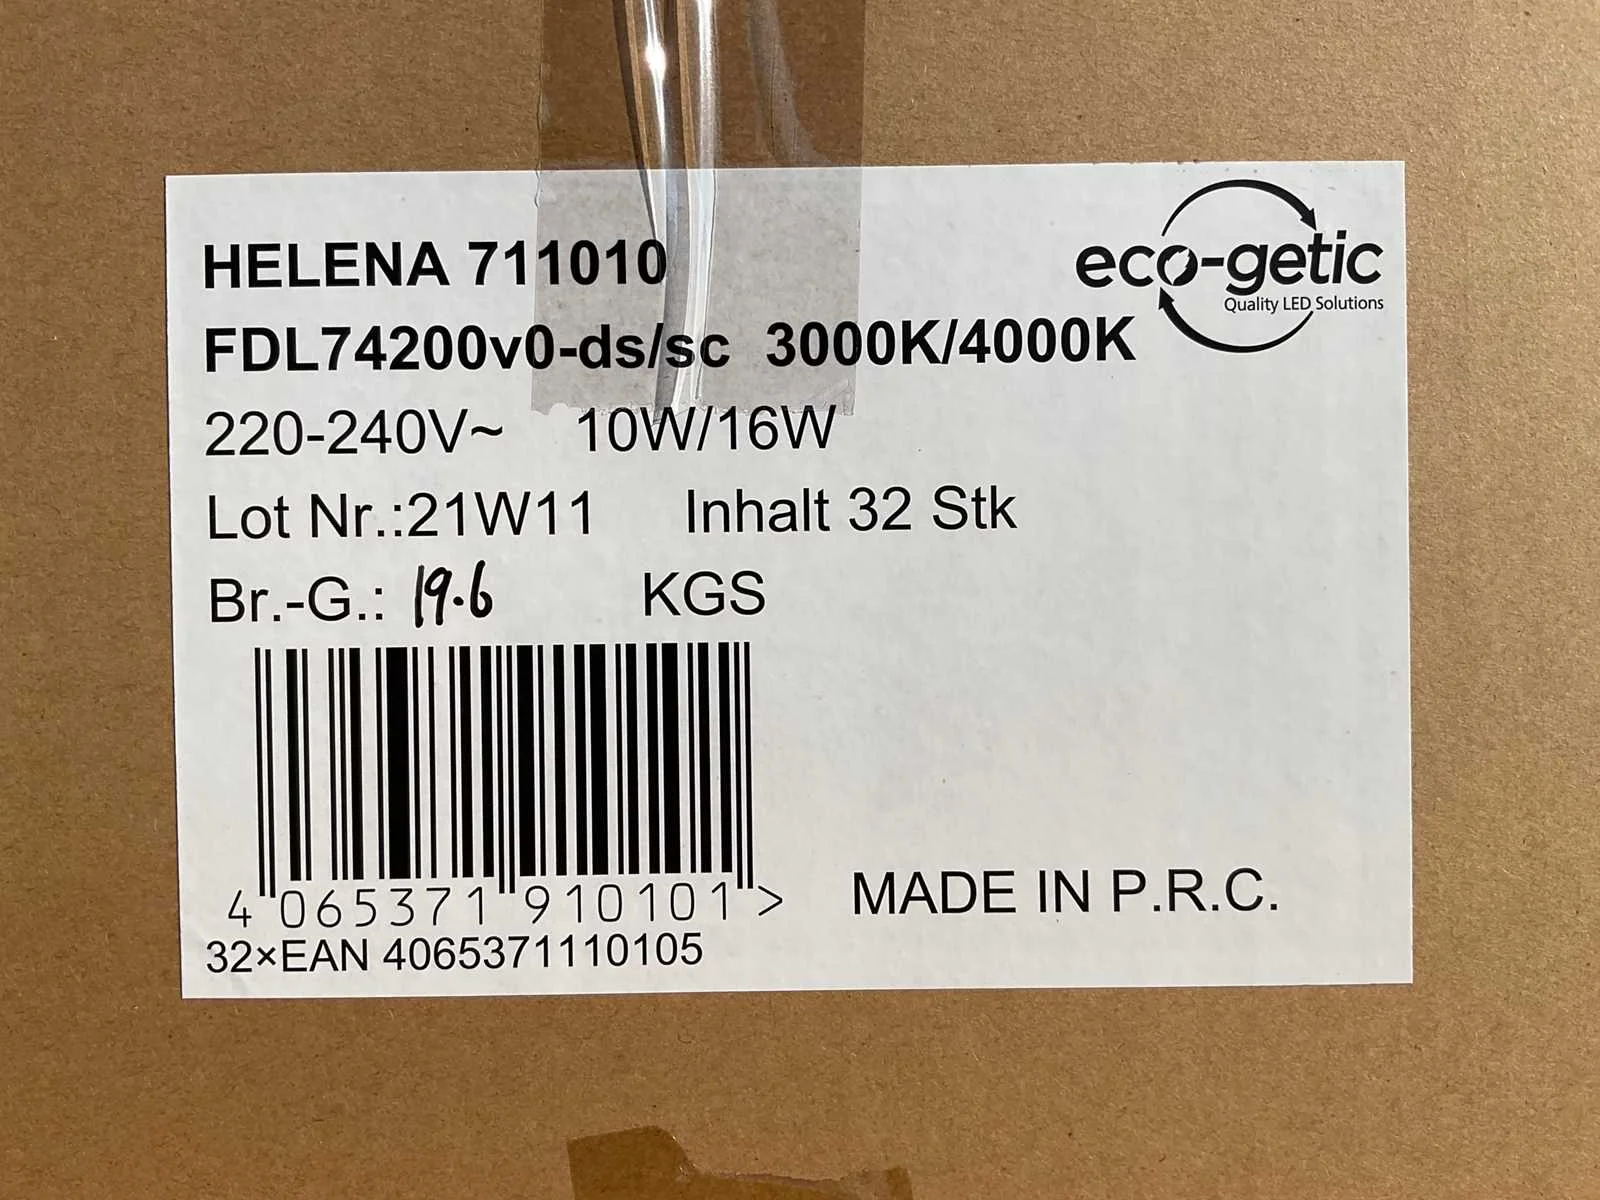 HELENA 711010
eco-getic
Quality LED Solutions
FDL74200v0-ds/sc 3000K/4000K
220-240V~ 10W/16W
Lot Nr.:21W11 Inhalt 32 Stk
Br.-G.: 19.6 KGS
4 065371 910101 >
MADE IN P.R.C.
32×EAN 4065371110105